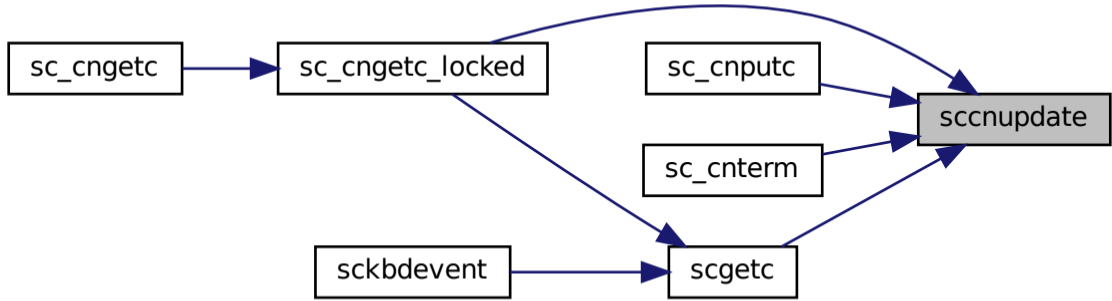 sc_cngetc
sc_cngetc_locked
sc_cnputc
sccnupdate
sc_cnterm
sckbdevent
scgetc